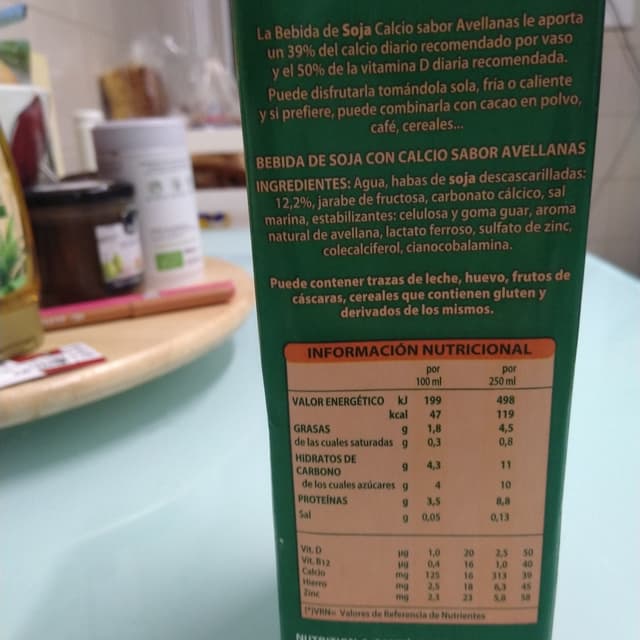 La Bebida de Soja Calcio sabor Avellanas le aporta
un 39% del calcio diario recomendado por vaso
y el 50% de la vitamina D diaria recomendada.
Puede disfrutarla tomándola sola, fria o caliente
y si prefiere, puede combinarla con cacao en polvo,
café, cereales...
BEBIDA DE SOJA CON CALCIO SABOR AVELLANAS
INGREDIENTES: Agua, habas de soja descascarilladas:
12,2%, jarabe de fructosa, carbonato cálcico, sal
marina, estabilizantes: celulosa y goma guar, aroma
natural de avellana, lactato ferroso, sulfato de zinc,
colecalciferol, cianocobalamina.
Puede contener trazas de leche, huevo, frutos de
cáscaras, cereales que contienen gluten y
derivados de los mismos.
INFORMACIÓN NUTRICIONAL
por 100 ml por 250 ml
VALOR ENERGÉTICO kJ 199 498
kcal 47 119
GRASAS g 1,8 4,5
de las cuales saturadas g 0,3 0,8
HIDRATOS DE
CARBONO g 4,3 11
de los cuales azúcares g 4 10
PROTEÍNAS g 3,5 8,8
Sal g 0,05 0,13
Vit. D µg 1,0 20 2,5 50
Vit. B12 µg 0,4 16 1,0 40
Calcio mg 125 16 313 39
Hierro mg 2,5 18 6,3 45
Zinc mg 2,3 23 5,8 58
(*)VRN= Valores de Referencia de Nutrientes